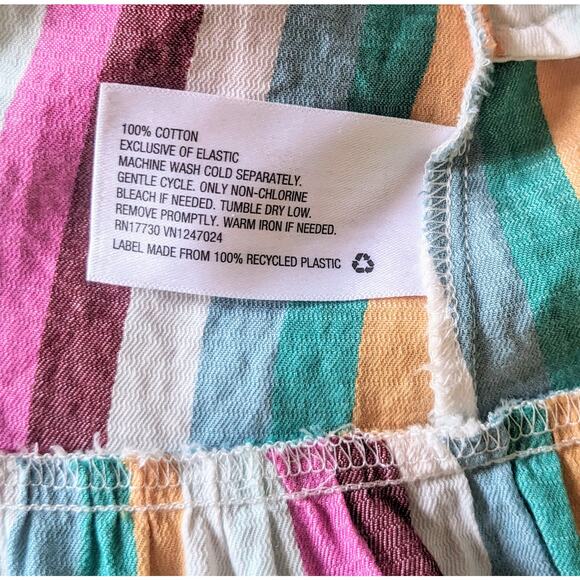 100% COTTON
EXCLUSIVE OF ELASTIC
MACHINE WASH COLD SEPARATELY.
GENTLE CYCLE. ONLY NON-CHLORINE
BLEACH IF NEEDED. TUMBLE DRY LOW.
REMOVE PROMPTLY. WARM IRON IF NEEDED.
RN17730 VN1247024
LABEL MADE FROM 100% RECYCLED PLASTIC